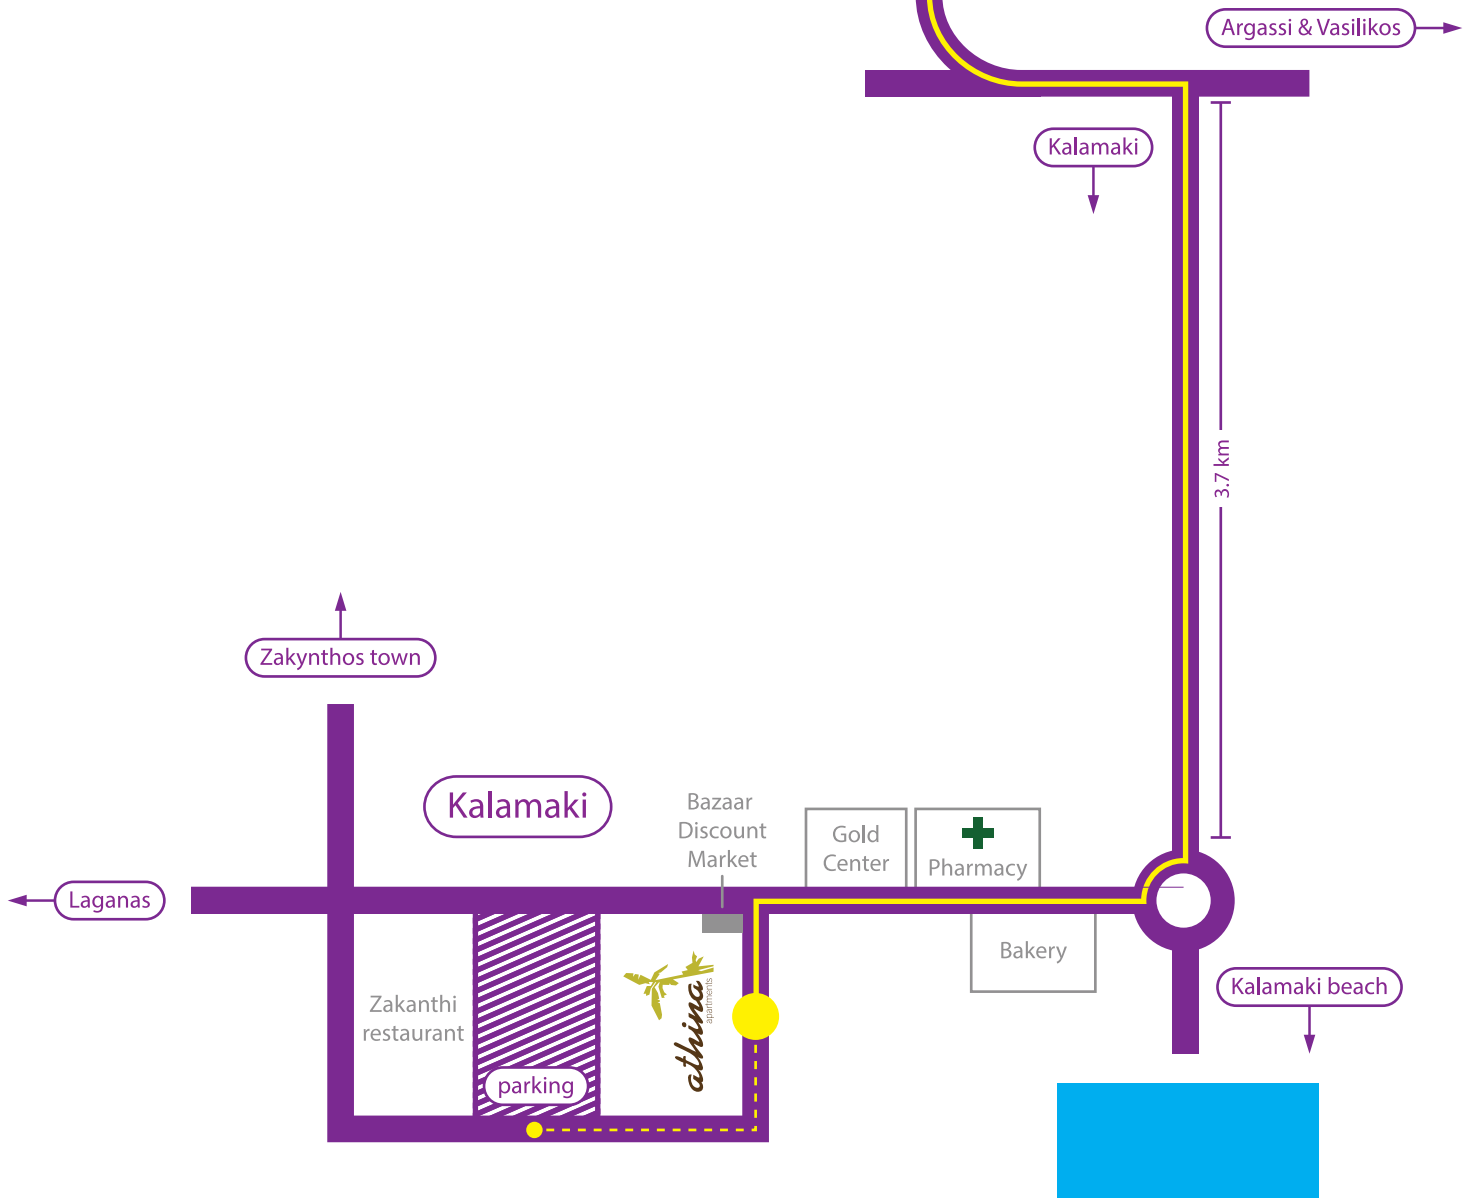 Argassi & Vasilikos
Kalamaki
3.7 km
Zakynthos town
Kalamaki
Bazaar
Discount
Market
Gold
Center
Pharmacy
Laganas
Bakery
Zakanthi
restaurant
athina
apartments
Kalamaki beach
parking